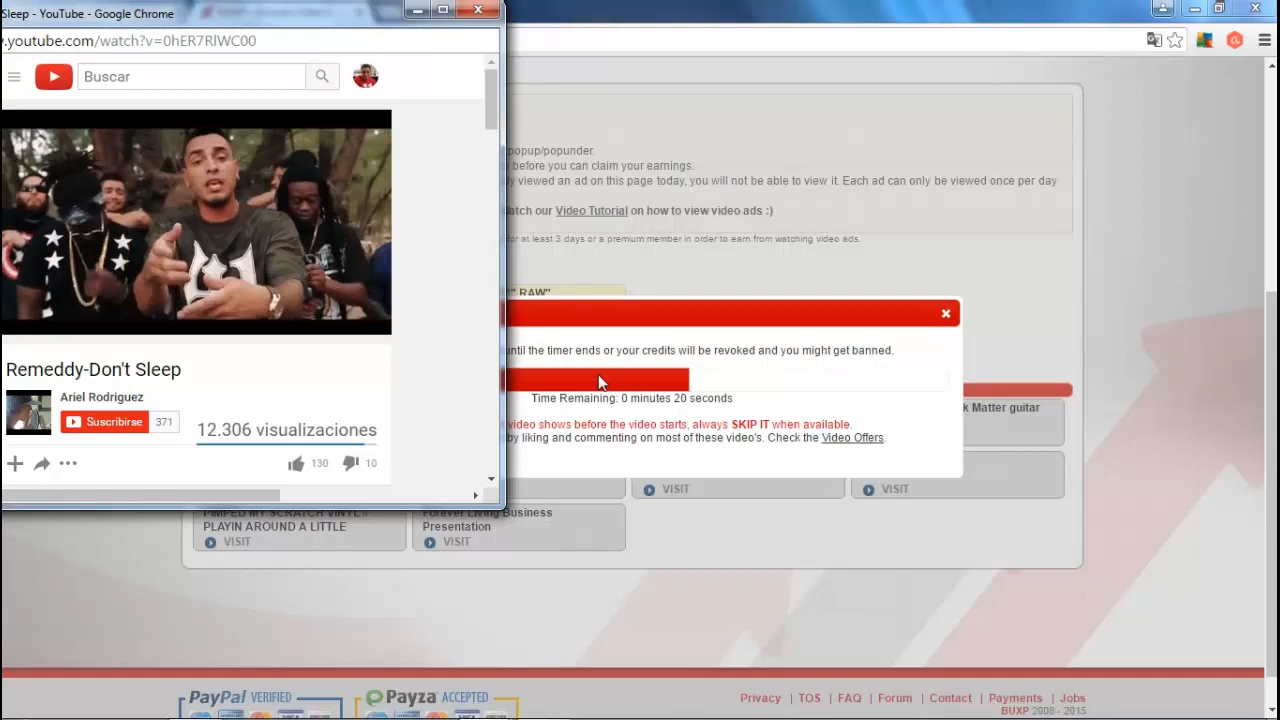 Sleep - YouTube - Google Chrome
.youtube.com/watch?v=0hER7RlWC00
Buscar
Remeddy-Don't Sleep
Ariel Rodriguez
Suscribirse 371
12.306 visualizaciones
130 10
popup/popunder.
before you can claim your earnings.
viewed an ad on this page today, you will not be able to view it. Each ad can only be viewed once per day
our Video Tutorial on how to view video ads :)
for at least 3 days or a premium member in order to earn from watching video ads.
RAW"
until the timer ends or your credits will be revoked and you might get banned.
Time Remaining: 0 minutes 20 seconds
video shows before the video starts, always SKIP IT when available.
by liking and commenting on most of these video's. Check the Video Offers.
Matter guitar
VISIT
VISIT
PIMPED MY SCRATCH VINYL
PLAYIN AROUND A LITTLE
VISIT
Forever Living Business
Presentation
VISIT
PayPal VERIFIED
Payza ACCEPTED
Privacy | TOS | FAQ | Forum | Contact | Payments | Jobs
BUXP 2008 - 2015